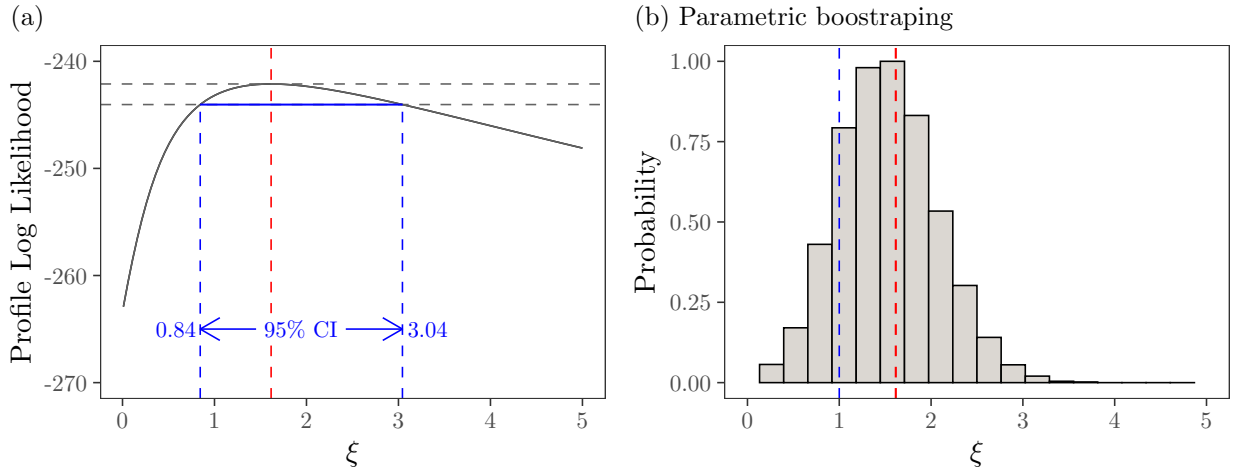 (a)
Profile Log Likelihood
-240
-250
-260
-270
0.84
95% CI
3.04
0 1 2 3 4 5
ξ
(b) Parametric boostraping
Probability
1.00
0.75
0.50
0.25
0.00
0 1 2 3 4 5
ξ